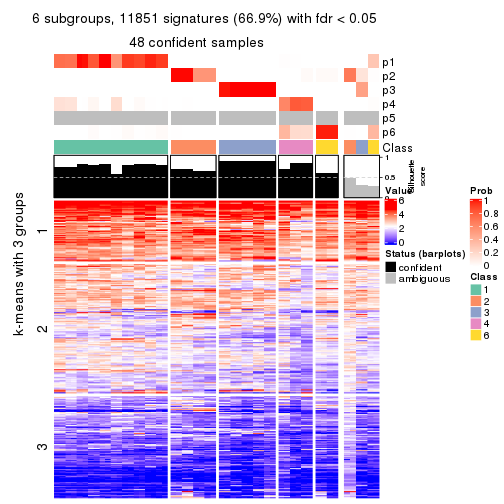 6 subgroups, 11851 signatures (66.9%) with fdr < 0.05
48 confident samples
p1
p2
p3
p4
p5
p6
Class
1
0.5
0
Silhouette
score
k-means with 3 groups
1
2
3
Value
6
4
2
0
Status (barplots)
confident
ambiguous
Prob
1
0.8
0.6
0.4
0.2
0
Class
1
2
3
4
6